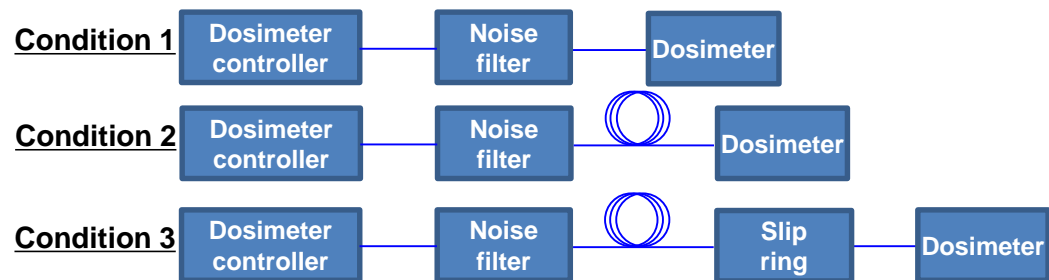 Condition 1
Dosimeter
controller
Noise
filter
Dosimeter
Condition 2
Dosimeter
controller
Noise
filter
Dosimeter
Condition 3
Dosimeter
controller
Noise
filter
Slip
ring
Dosimeter